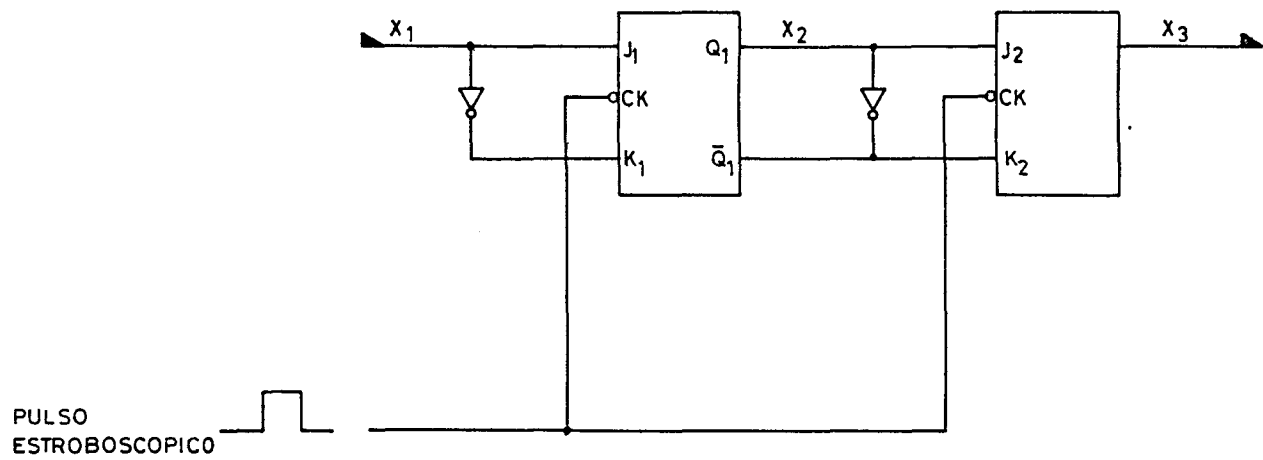 X1
X2
X3
J1
Q1
J2
CK
CK
K1
Q̅1
K2
PULSO
ESTROBOSCOPICO